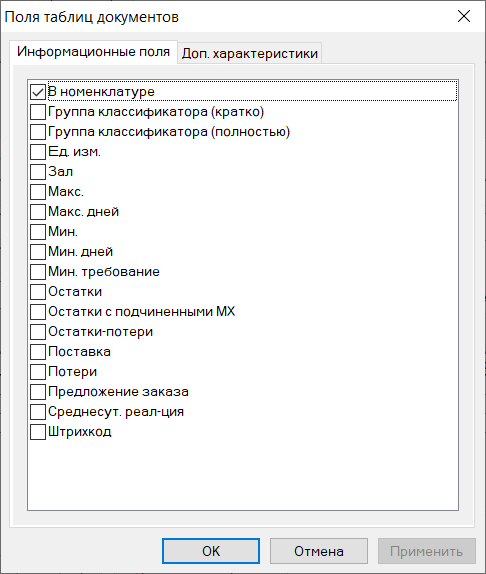 Поля таблиц документов
Информационные поля
Доп. характеристики
В номенклатуре
Группа классификатора (кратко)
Группа классификатора (полностью)
Ед. изм.
Зал
Макс.
Макс. дней
Мин.
Мин. дней
Мин. требование
Остатки
Остатки с подчиненными МХ
Остатки-потери
Поставка
Потери
Предложение заказа
Среднесут. реал-ция
Штрихкод
OK
Отмена
Применить